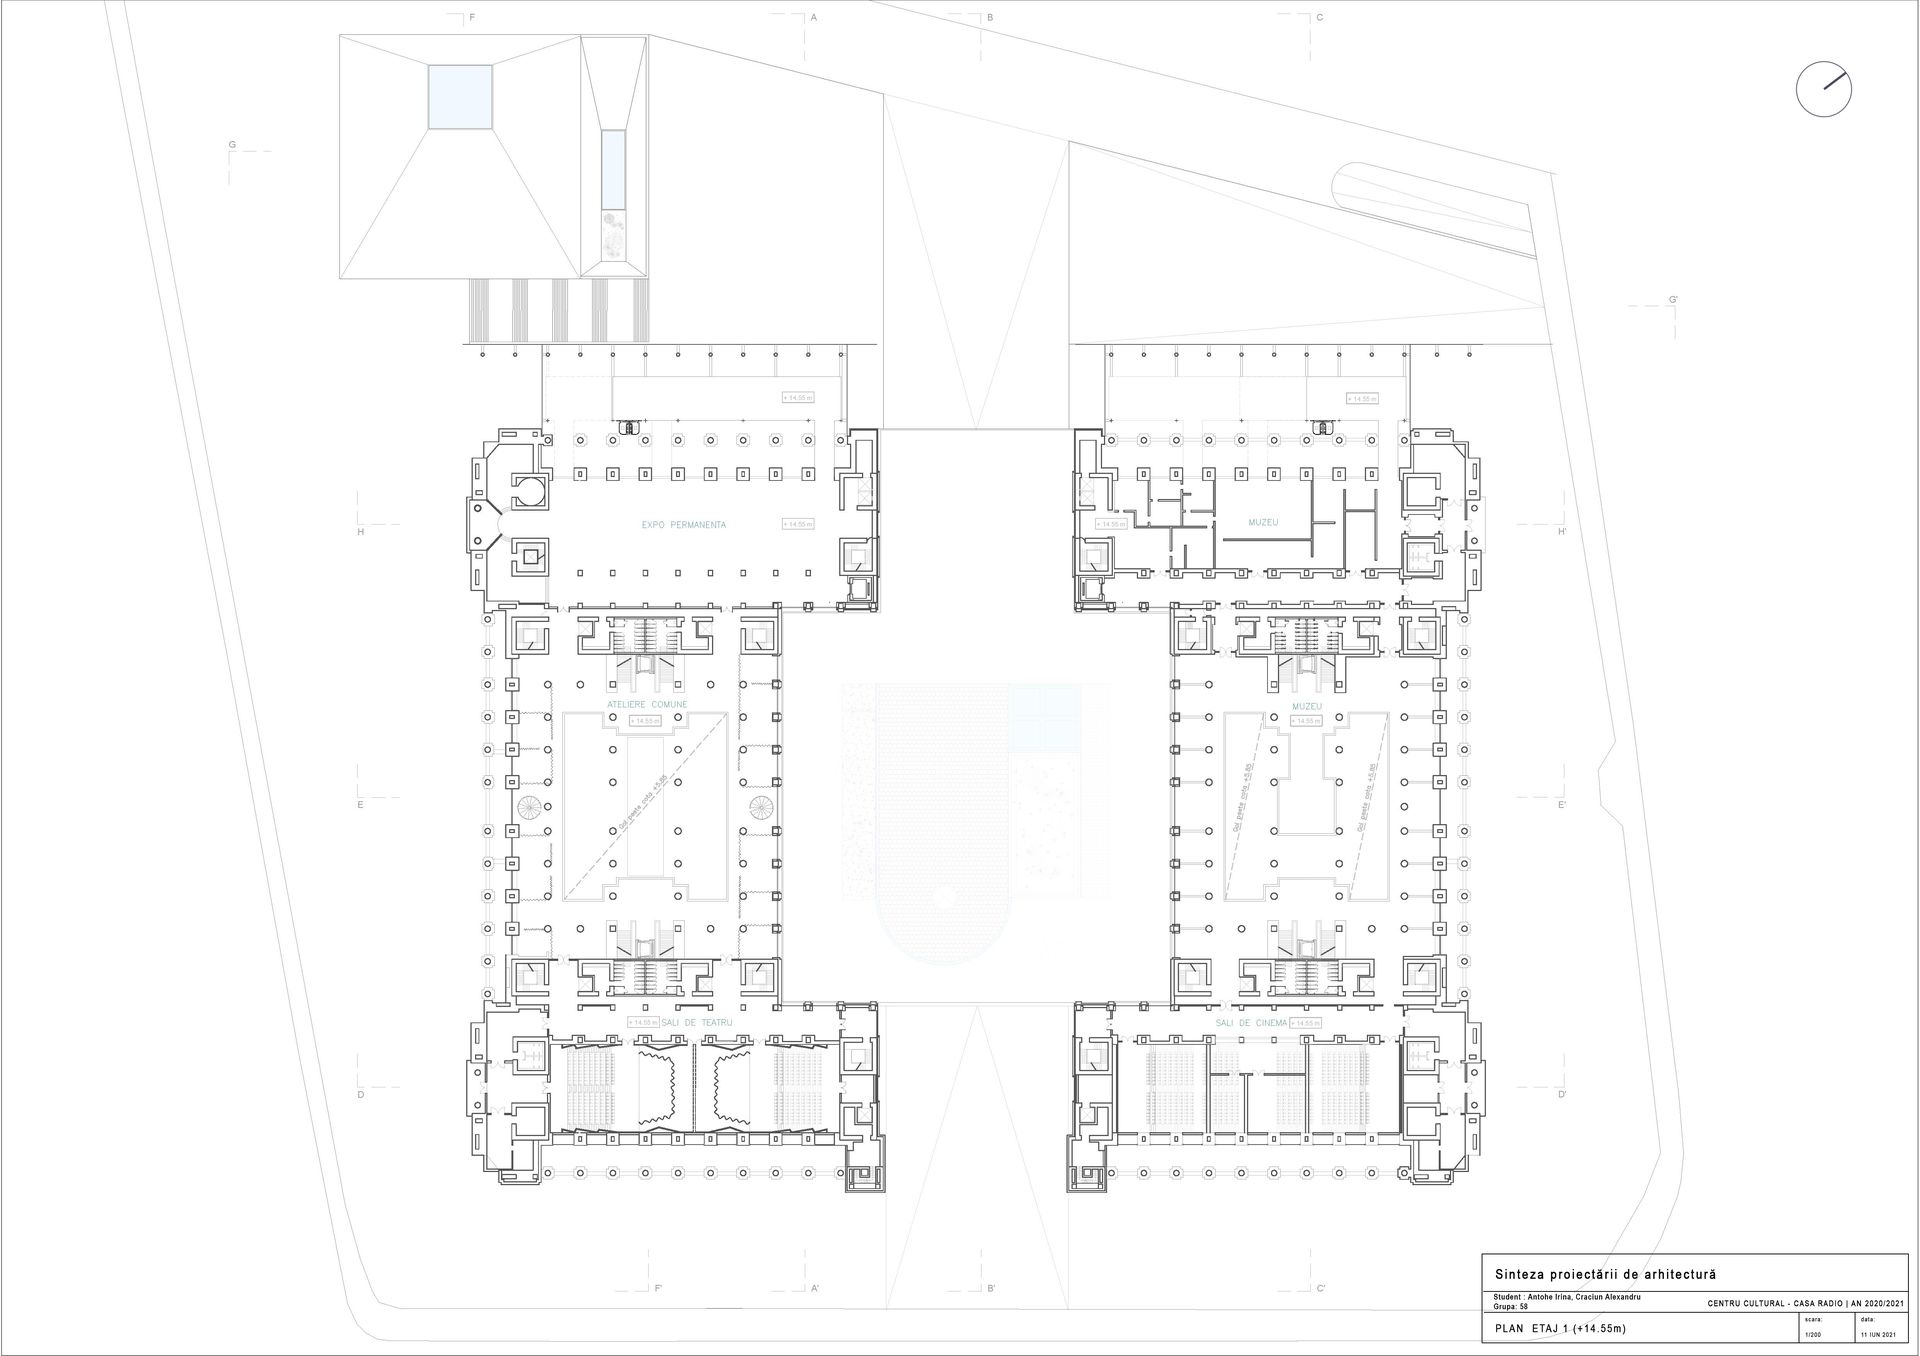 F
A
B
C
G
G'
+ 14.55 m
+ 14.55 m
EXPO PERMANENTA
+ 14.55 m
+ 14.55 m
MUZEU
H
H'
ATELIERE COMUNE
+ 14.55 m
MUZEU
+ 14.55 m
Gol peste cota +5.85
Gol peste cota +5.85
Gol peste cota +5.85
E
E'
+ 14.55 m
SALI DE TEATRU
SALI DE CINEMA
+ 14.55 m
D
D'
F'
A'
B'
C'
Sinteza proiectării de arhitectură
Student : Antohe Irina, Craciun Alexandru
Grupa: 58
CENTRU CULTURAL - CASA RADIO | AN 2020/2021
PLAN ETAJ 1 (+14.55m)
scara:
1/200
data:
11 IUN 2021